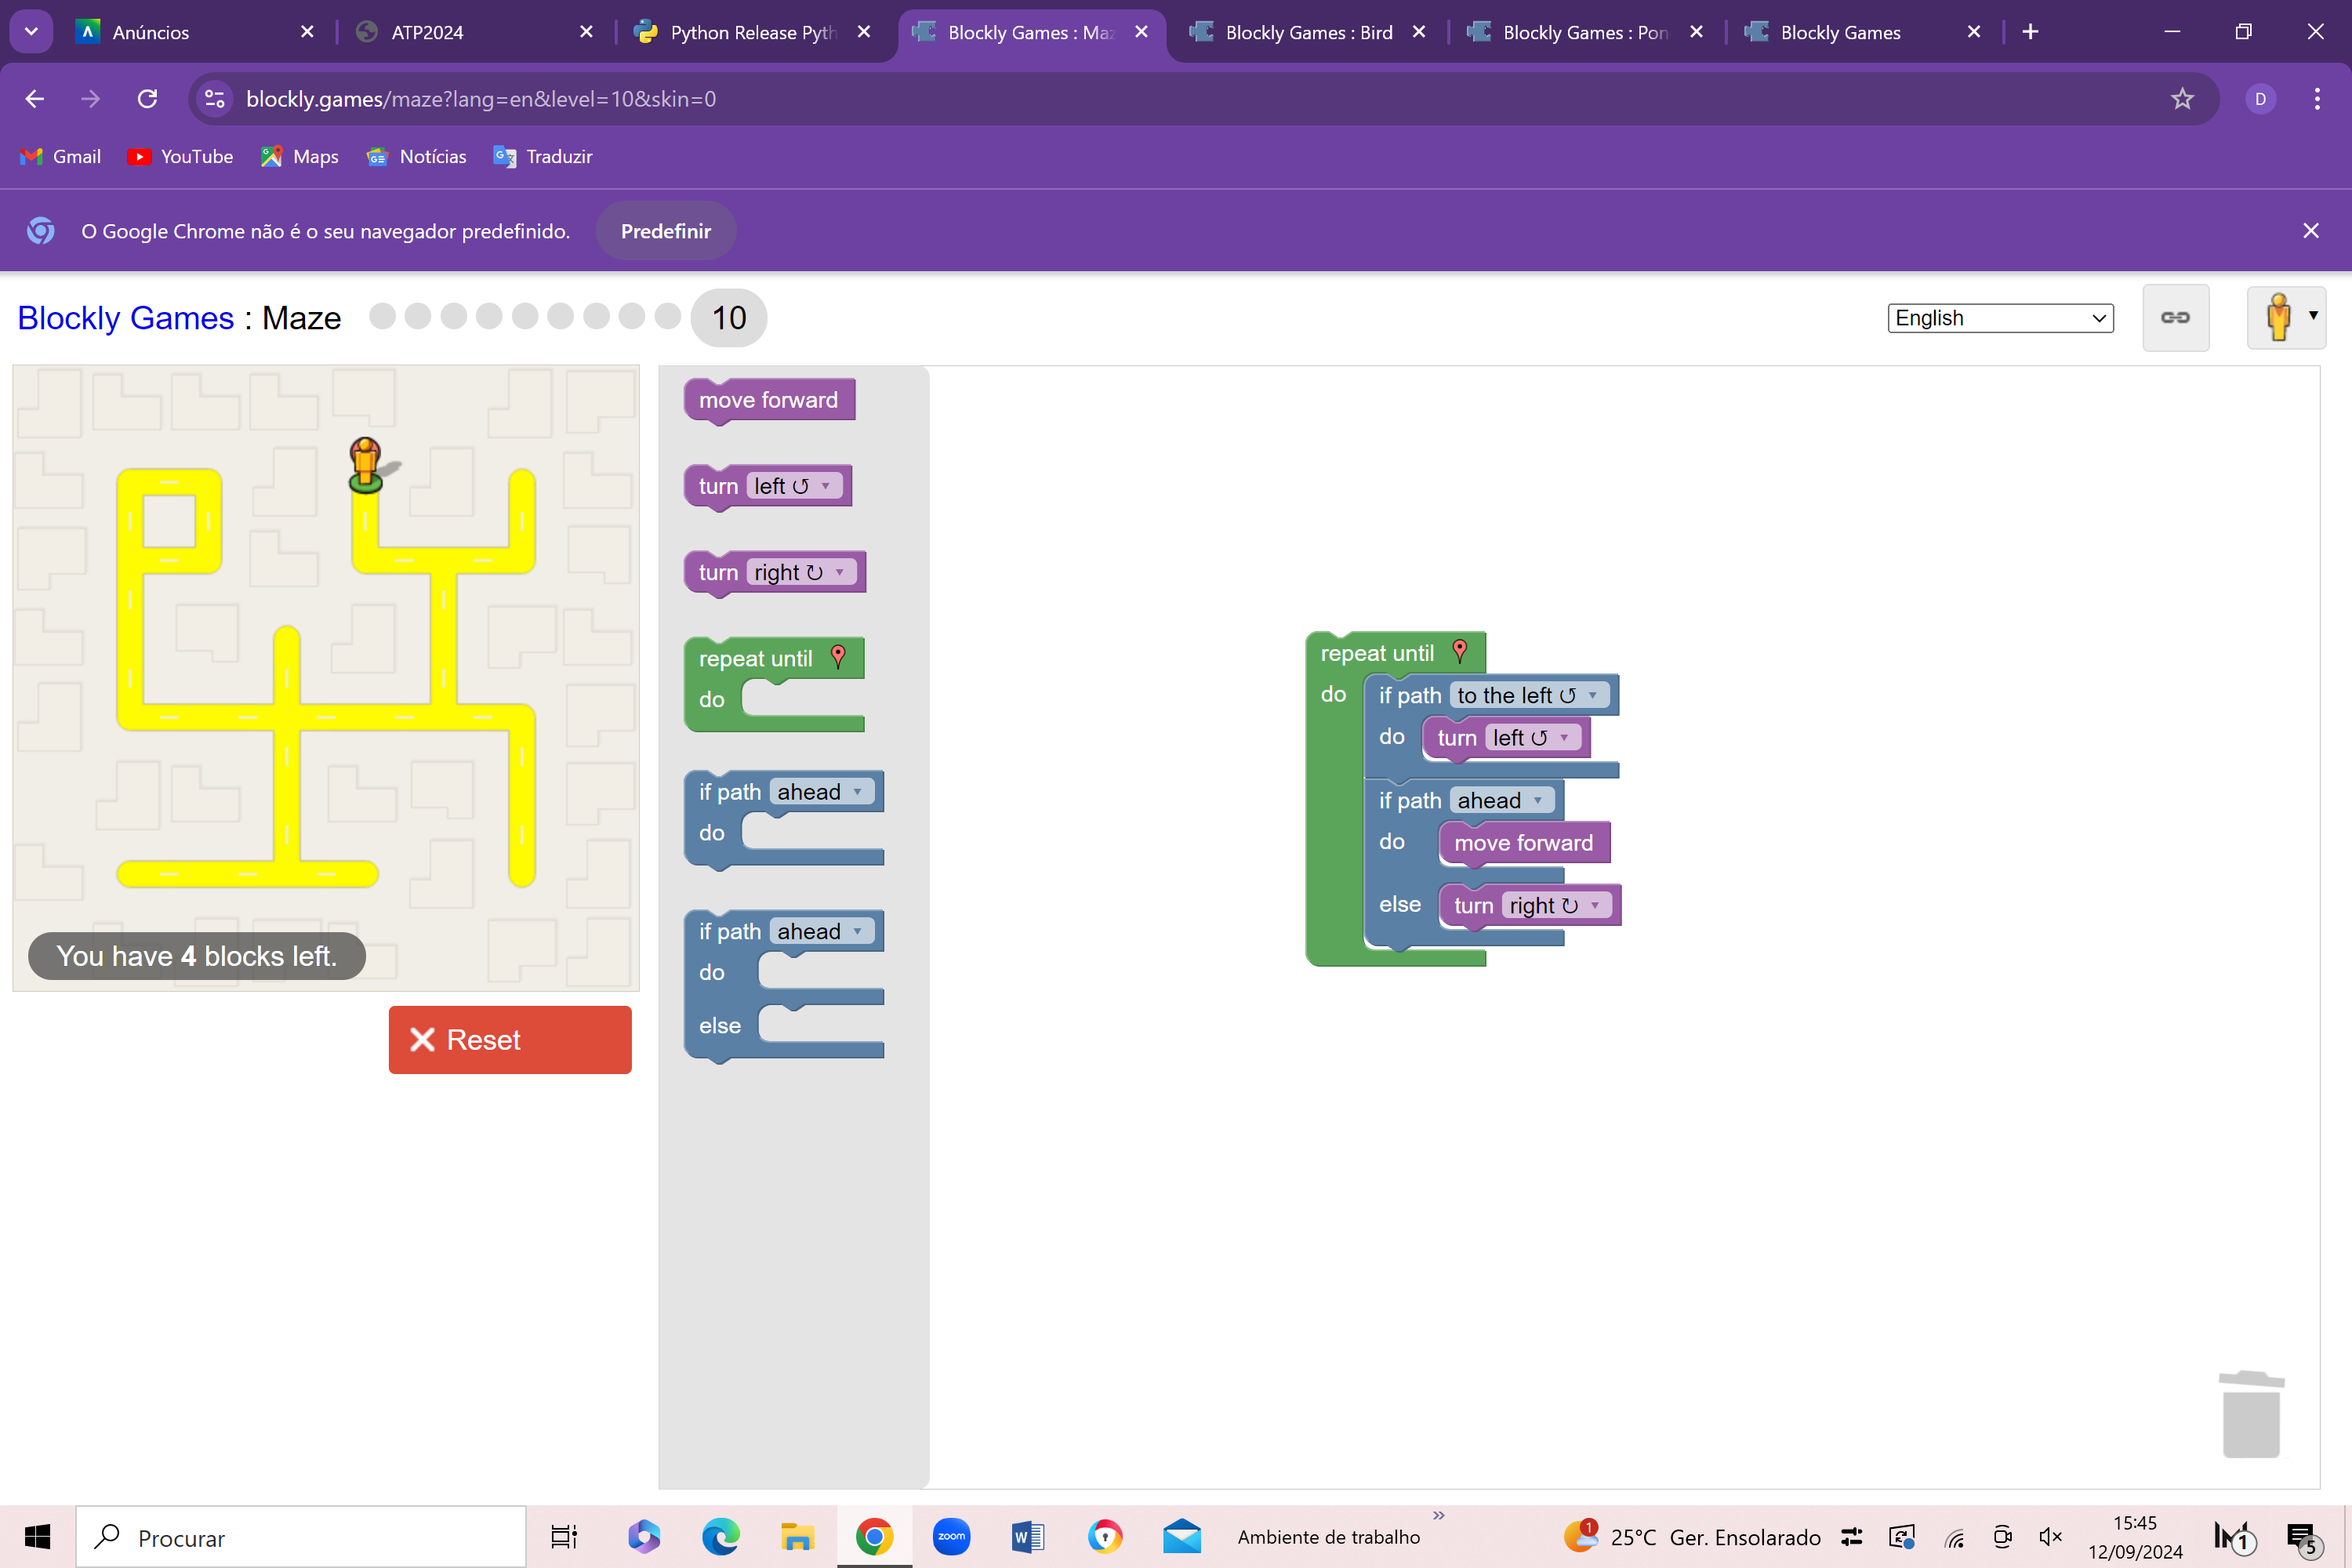 Anúncios
ATP2024
Python Release Pyth
Blockly Games : Maz
Blockly Games : Bird
Blockly Games : Pon
Blockly Games
blockly.games/maze?lang=en&level=10&skin=0
D
Gmail
YouTube
Maps
Notícias
Traduzir
O Google Chrome não é o seu navegador predefinido.
Predefinir
Blockly Games : Maze
10
English
You have 4 blocks left.
Reset
move forward
turn left
turn right
repeat until
do
if path ahead
do
if path ahead
do
else
repeat until
do
if path to the left
do turn left
if path ahead
do move forward
else turn right
Procurar
zoom
W
Ambiente de trabalho
»
1
25°C Ger. Ensolarado
15:45
12/09/2024
1
5